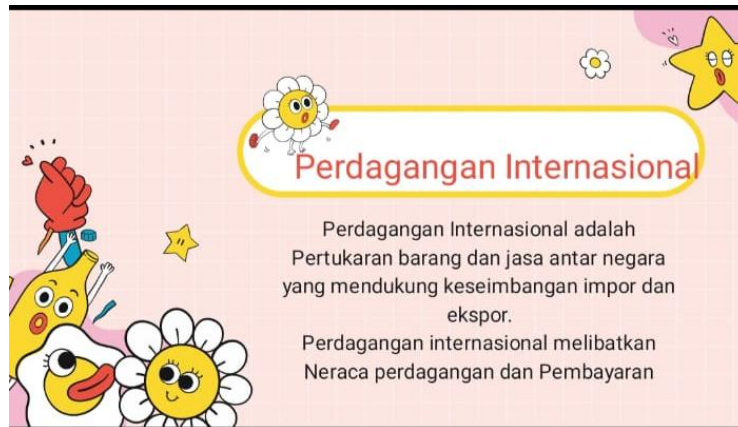 Perdagangan Internasional
Perdagangan Internasional adalah
Pertukaran barang dan jasa antar negara
yang mendukung keseimbangan impor dan
ekspor.
Perdagangan internasional melibatkan
Neraca perdagangan dan Pembayaran